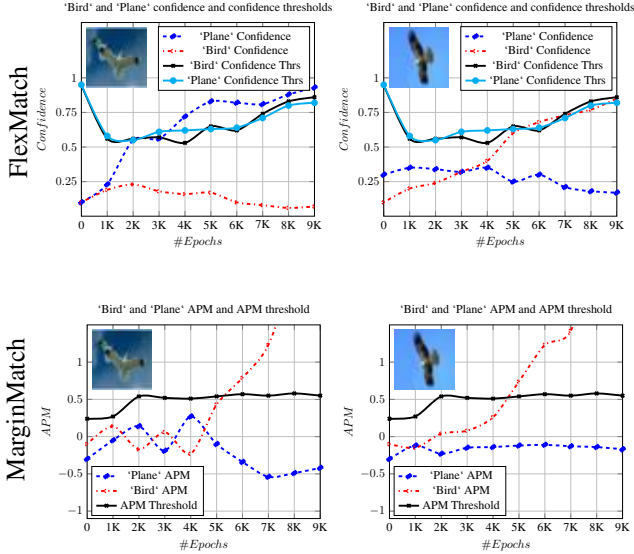 FlexMatch
'Bird' and 'Plane' confidence and confidence thresholds
'Plane' Confidence
'Bird' Confidence
'Bird' Confidence Thrs
'Plane' Confidence Thrs
Confidence
1
0.75
0.5
0.25
0 1K 2K 3K 4K 5K 6K 7K 8K 9K
#Epochs
'Bird' and 'Plane' confidence and confidence thresholds
'Plane' Confidence
'Bird' Confidence
'Bird' Confidence Thrs
'Plane' Confidence Thrs
Confidence
1
0.75
0.5
0.25
0 1K 2K 3K 4K 5K 6K 7K 8K 9K
#Epochs
MarginMatch
'Bird' and 'Plane' APM and APM threshold
APM
1
0.5
0
−0.5
−1
'Plane' APM
'Bird' APM
APM Threshold
0 1K 2K 3K 4K 5K 6K 7K 8K 9K
#Epochs
'Bird' and 'Plane' APM and APM threshold
APM
1
0.5
0
−0.5
−1
'Plane' APM
'Bird' APM
APM Threshold
0 1K 2K 3K 4K 5K 6K 7K 8K 9K
#Epochs